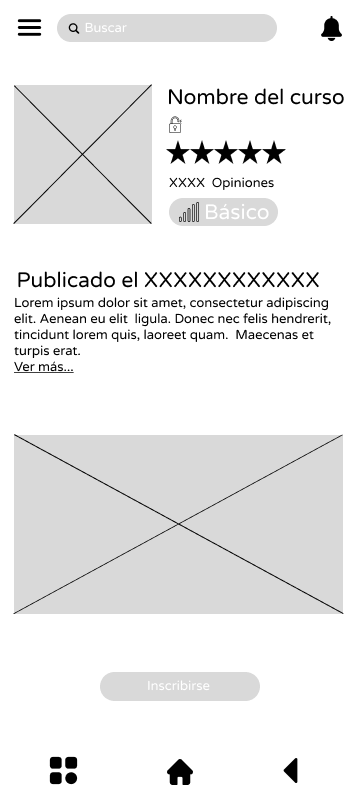 Buscar
Nombre del curso
XXXX Opiniones
Básico
Publicado el XXXXXXXXXXXX
Lorem ipsum dolor sit amet, consectetur adipiscing
elit. Aenean eu elit ligula. Donec nec felis hendrerit,
tincidunt lorem quis, laoreet quam. Maecenas et
turpis erat.
Ver más...
Inscribirse